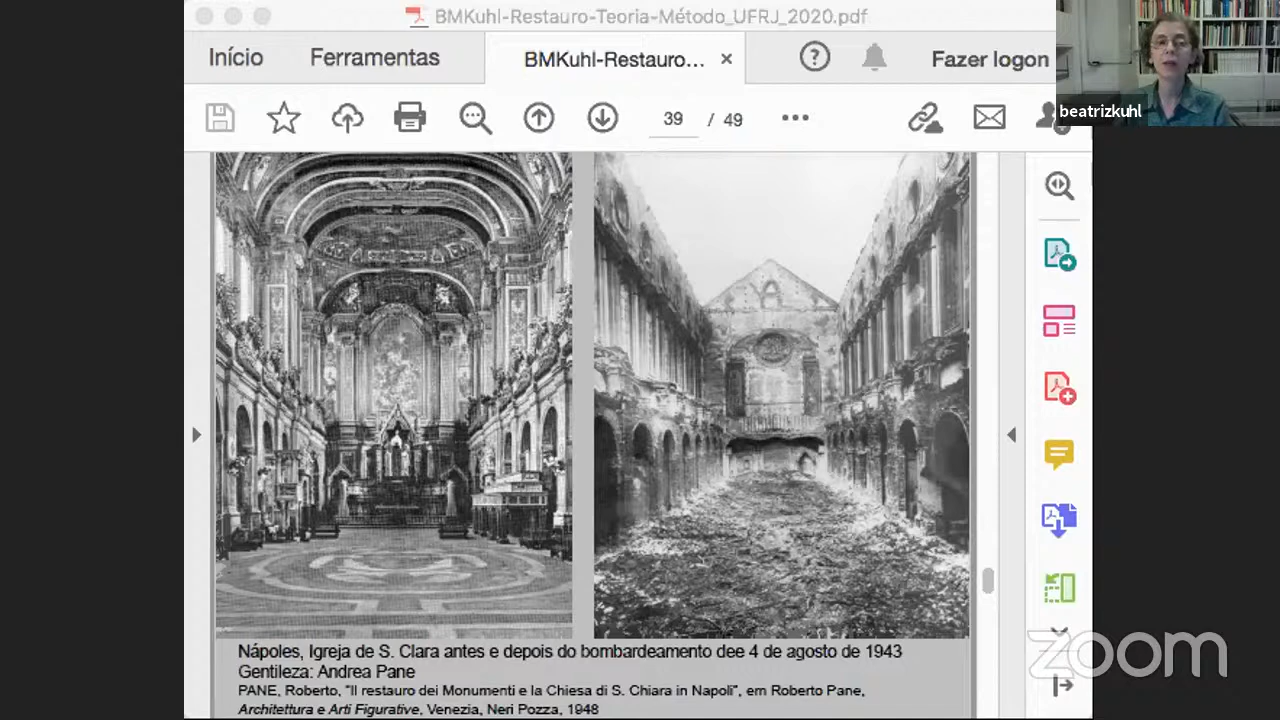 BMKuhl-Restauro-Teoria-Método_UFRJ_2020.pdf
Início
Ferramentas
BMKuhl-Restauro...
×
?
Fazer logon
39 / 49
beatrizkuhl
Nápoles, Igreja de S. Clara antes e depois do bombardeamento dee 4 de agosto de 1943
Gentileza: Andrea Pane
PANE, Roberto, "Il restauro dei Monumenti e la Chiesa di S. Chiara in Napoli", em Roberto Pane,
Architettura e Arti Figurative, Venezia, Neri Pozza, 1948
zoom